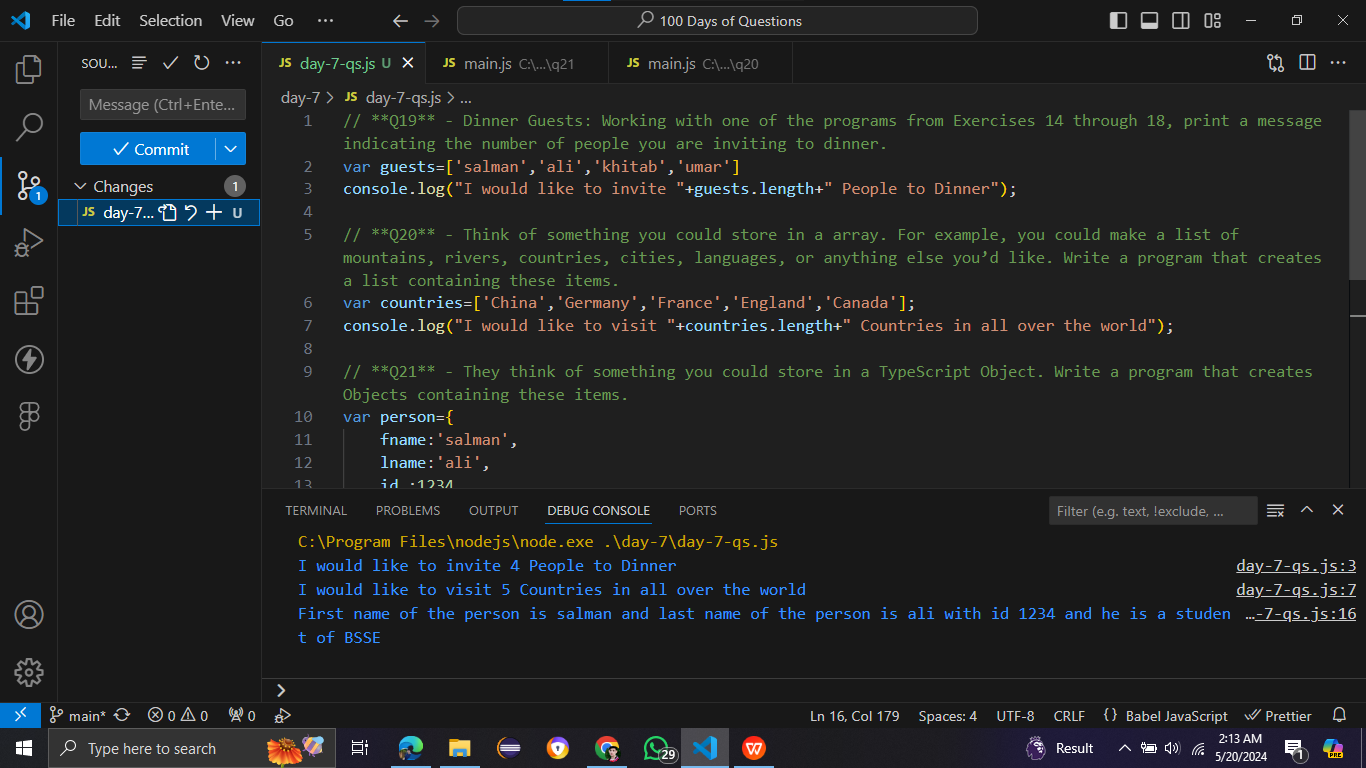 File Edit Selection View Go ··· 100 Days of Questions
SOU... ···
JS day-7-qs.js U
JS main.js C:\...\q21
JS main.js C:\...\q20
day-7 > JS day-7-qs.js > ...
Message (Ctrl+Ente...
Commit
Changes 1
JS day-7... U
1
1 // **Q19** - Dinner Guests: Working with one of the programs from Exercises 14 through 18, print a message
indicating the number of people you are inviting to dinner.
2 var guests=['salman','ali','khitab','umar']
3 console.log("I would like to invite "+guests.length+" People to Dinner");
4
5 // **Q20** - Think of something you could store in a array. For example, you could make a list of
mountains, rivers, countries, cities, languages, or anything else you’d like. Write a program that creates
a list containing these items.
6 var countries=['China','Germany','France','England','Canada'];
7 console.log("I would like to visit "+countries.length+" Countries in all over the world");
8
9 // **Q21** - They think of something you could store in a TypeScript Object. Write a program that creates
Objects containing these items.
10 var person={
11 fname:'salman',
12 lname:'ali',
13 id :1234
TERMINAL PROBLEMS OUTPUT DEBUG CONSOLE PORTS Filter (e.g. text, !exclude, ...
C:\Program Files\nodejs\node.exe .\day-7\day-7-qs.js
I would like to invite 4 People to Dinner day-7-qs.js:3
I would like to visit 5 Countries in all over the world day-7-qs.js:7
First name of the person is salman and last name of the person is ali with id 1234 and he is a studen …-7-qs.js:16
t of BSSE
>
main* 0 0 0 Ln 16, Col 179 Spaces: 4 UTF-8 CRLF {} Babel JavaScript Prettier
Type here to search 29 Result 2:13 AM 1 PRE
5/20/2024